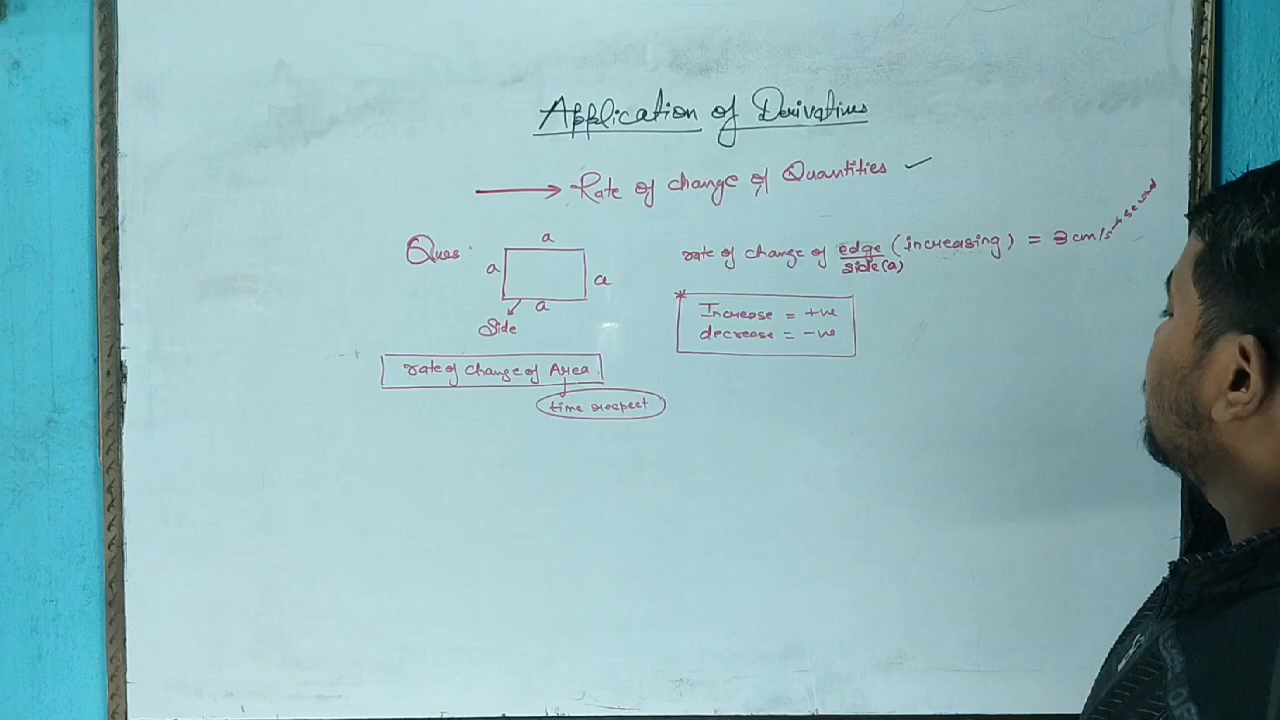 Application of Derivatives
→ Rate of change of Quantities ✓
Ques.
a
a
a
a
Side
rate of change of edge (increasing) = 3 cm/s → second
side(a)
* Increase = +ve
decrease = -ve
rate of change of Area
time respect